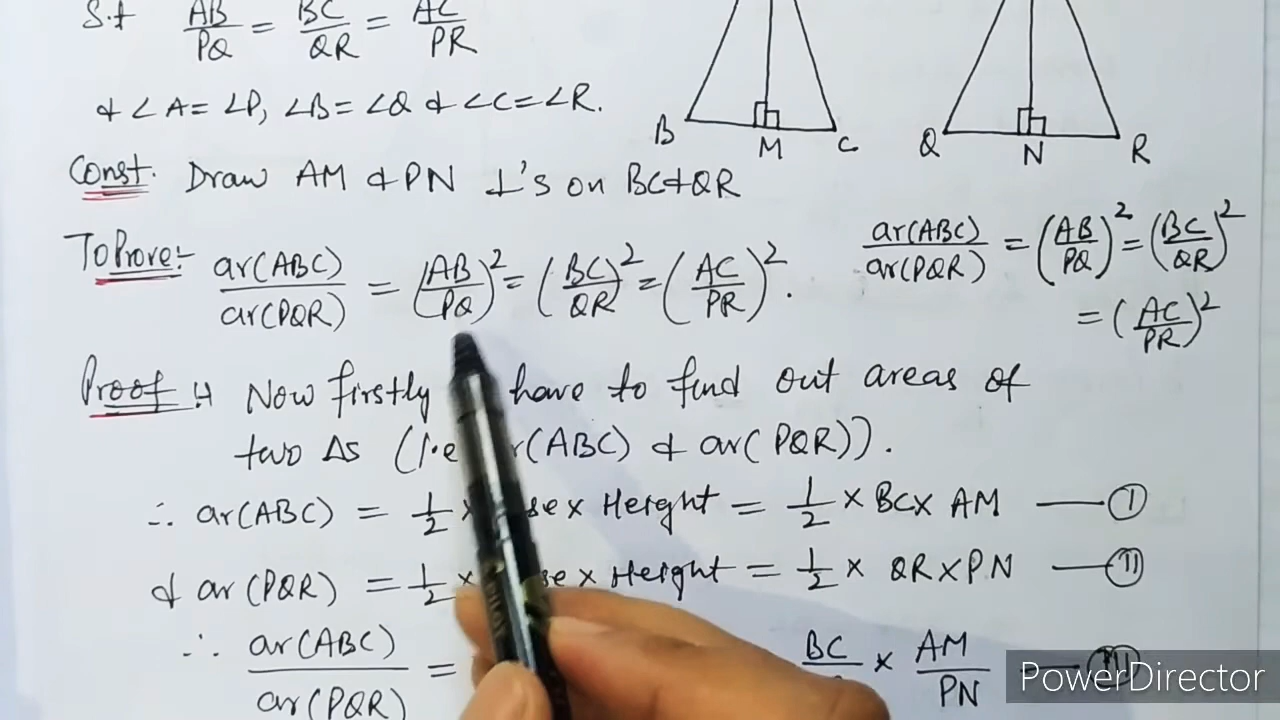 S.t AB/PQ = BC/QR = AC/PR
& ∠A = ∠P, ∠B = ∠Q & ∠C = ∠R.
B M C
Q N R
Const. Draw AM & PN ⊥'s on BC & QR
To Prove:- ar(ABC)/ar(PQR) = (AB/PQ)² = (BC/QR)² = (AC/PR)².
ar(ABC)/ar(PQR) = (AB/PQ)² = (BC/QR)²
= (AC/PR)²
Proof :- Now firstly have to find out areas of
two Δs (i.e ar(ABC) & ar(PQR)).
∴ ar(ABC) = 1/2 × Height = 1/2 × BC × AM — I
& ar(PQR) = 1/2 × Height = 1/2 × QR × PN — II
∴ ar(ABC)/ar(PQR) = BC × AM/PN — III
PowerDirector